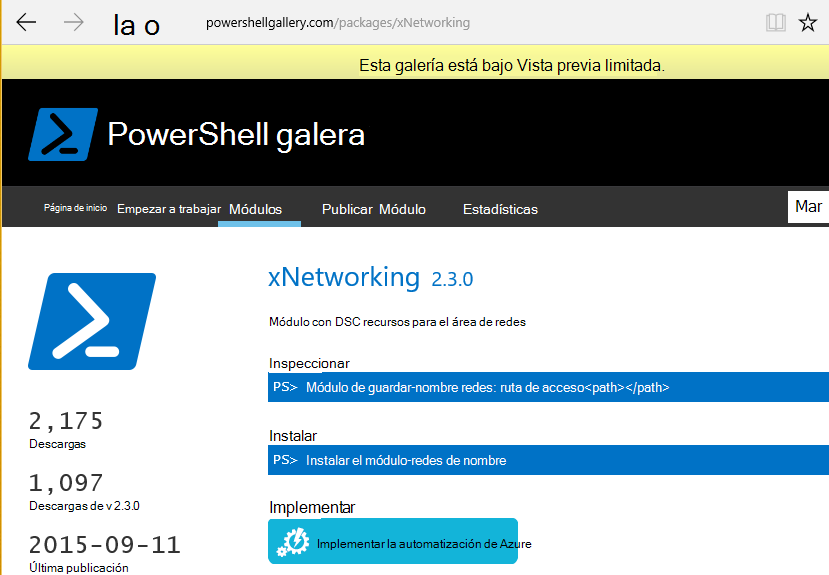 la o powershellgallery.com/packages/xNetworking
Esta galería está bajo Vista previa limitada.
PowerShell galera
Página de inicio Empezar a trabajar Módulos Publicar Módulo Estadísticas Mar
xNetworking 2.3.0
Módulo con DSC recursos para el área de redes
Inspeccionar
PS> Módulo de guardar-nombre redes: ruta de acceso<path></path>
2,175
Descargas
Instalar
PS> Instalar el módulo-redes de nombre
1,097
Descargas de v 2.3.0
Implementar
Implementar la automatización de Azure
2015-09-11
Última publicación